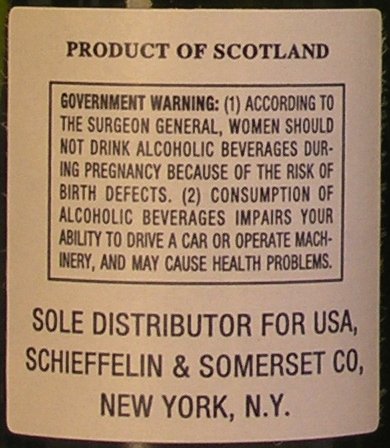 PRODUCT OF SCOTLAND
GOVERNMENT WARNING: (1) ACCORDING TO
THE SURGEON GENERAL, WOMEN SHOULD
NOT DRINK ALCOHOLIC BEVERAGES DUR-
ING PREGNANCY BECAUSE OF THE RISK OF
BIRTH DEFECTS. (2) CONSUMPTION OF
ALCOHOLIC BEVERAGES IMPAIRS YOUR
ABILITY TO DRIVE A CAR OR OPERATE MACH-
INERY, AND MAY CAUSE HEALTH PROBLEMS.
SOLE DISTRIBUTOR FOR USA,
SCHIEFFELIN & SOMERSET CO,
NEW YORK, N.Y.